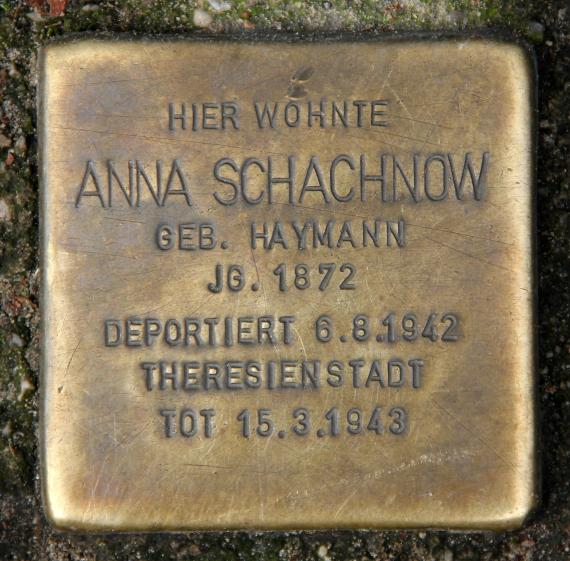 HIER WOHNTE
ANNA SCHACHNOW
GEB. HAYMANN
JG. 1872
DEPORTIERT 6.8.1942
THERESIENSTADT
TOT 15.3.1943